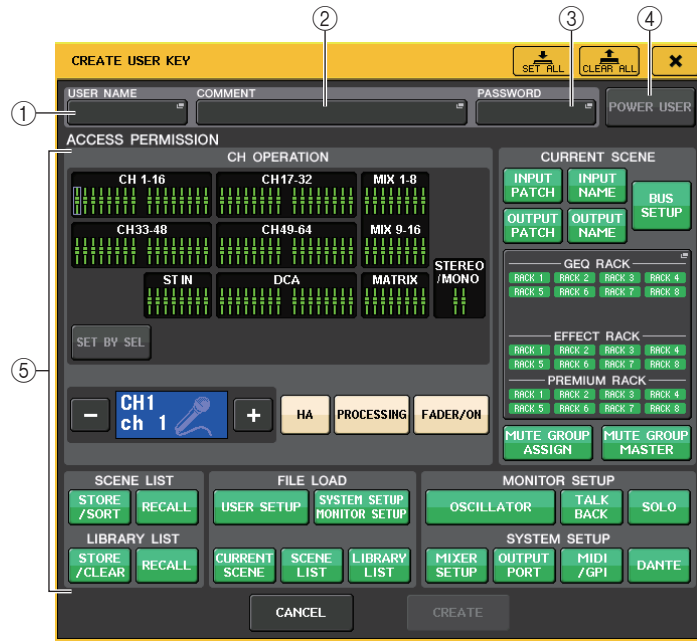 ① ② ③ ④ ⑤
CREATE USER KEY
SET ALL
CLEAR ALL
USER NAME
COMMENT
PASSWORD
POWER USER
ACCESS PERMISSION
CH OPERATION
CH 1-16
CH17-32
MIX 1-8
CH33-48
CH49-64
MIX 9-16
ST IN
DCA
MATRIX
STEREO
/MONO
SET BY SEL
−
CH1
ch 1
+
HA
PROCESSING
FADER/ON
CURRENT SCENE
INPUT
PATCH
INPUT
NAME
BUS
SETUP
OUTPUT
PATCH
OUTPUT
NAME
GEQ RACK
RACK 1 RACK 2 RACK 3 RACK 4
RACK 5 RACK 6 RACK 7 RACK 8
EFFECT RACK
RACK 1 RACK 2 RACK 3 RACK 4
RACK 5 RACK 6 RACK 7 RACK 8
PREMIUM RACK
RACK 1 RACK 2 RACK 3 RACK 4
RACK 5 RACK 6 RACK 7 RACK 8
MUTE GROUP
ASSIGN
MUTE GROUP
MASTER
SCENE LIST
STORE
/SORT
RECALL
LIBRARY LIST
STORE
/CLEAR
RECALL
FILE LOAD
USER SETUP
SYSTEM SETUP
MONITOR SETUP
CURRENT
SCENE
SCENE
LIST
LIBRARY
LIST
MONITOR SETUP
OSCILLATOR
TALK
BACK
SOLO
SYSTEM SETUP
MIXER
SETUP
OUTPUT
PORT
MIDI
/GPI
DANTE
CANCEL
CREATE